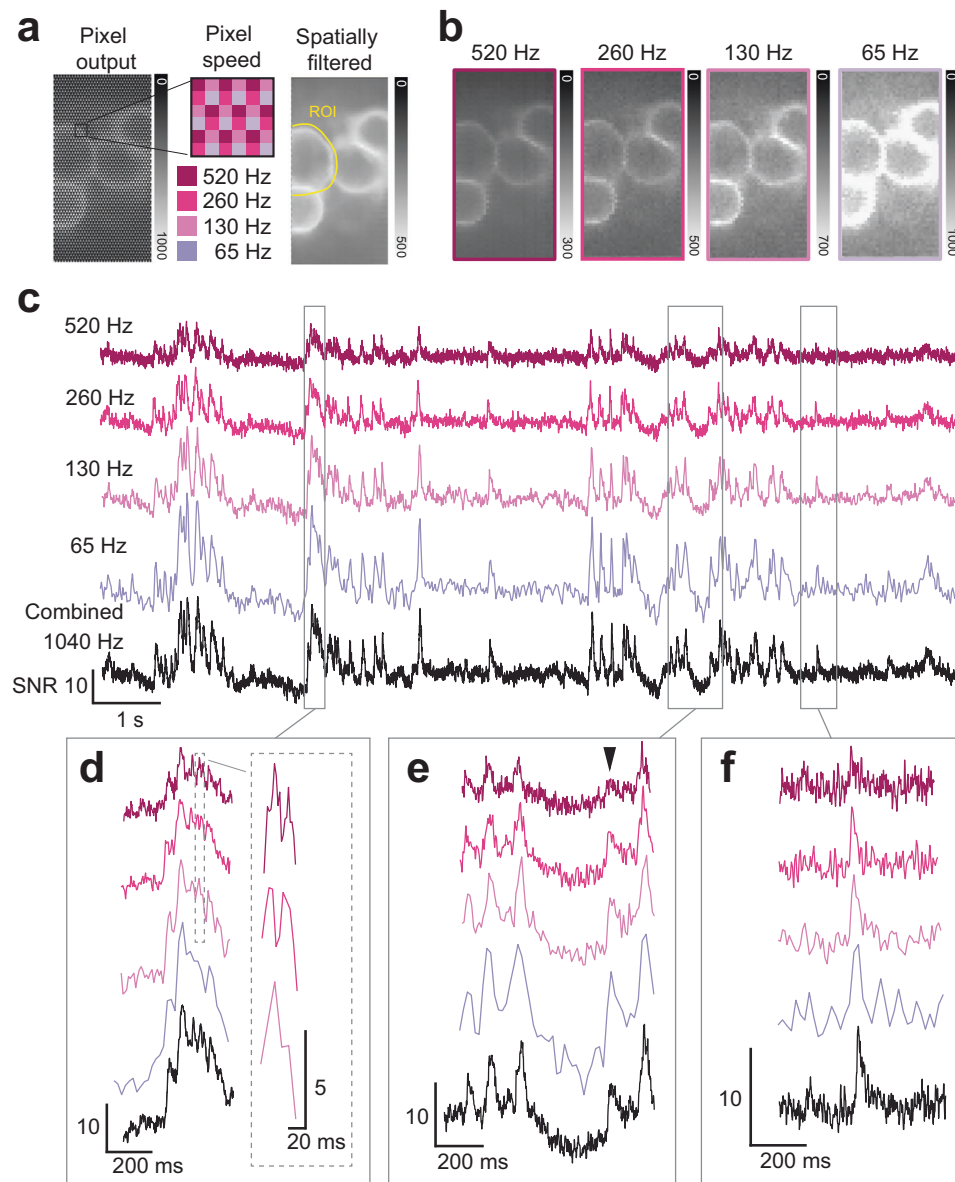 a
Pixel output
Pixel speed
Spatially filtered
0
1000
ROI
0
500
520 Hz
260 Hz
130 Hz
65 Hz
b
520 Hz
260 Hz
130 Hz
65 Hz
0
300
0
500
0
700
0
1000
c
520 Hz
260 Hz
130 Hz
65 Hz
Combined
1040 Hz
SNR 10
1 s
d
5
20 ms
10
200 ms
e
10
200 ms
f
10
200 ms